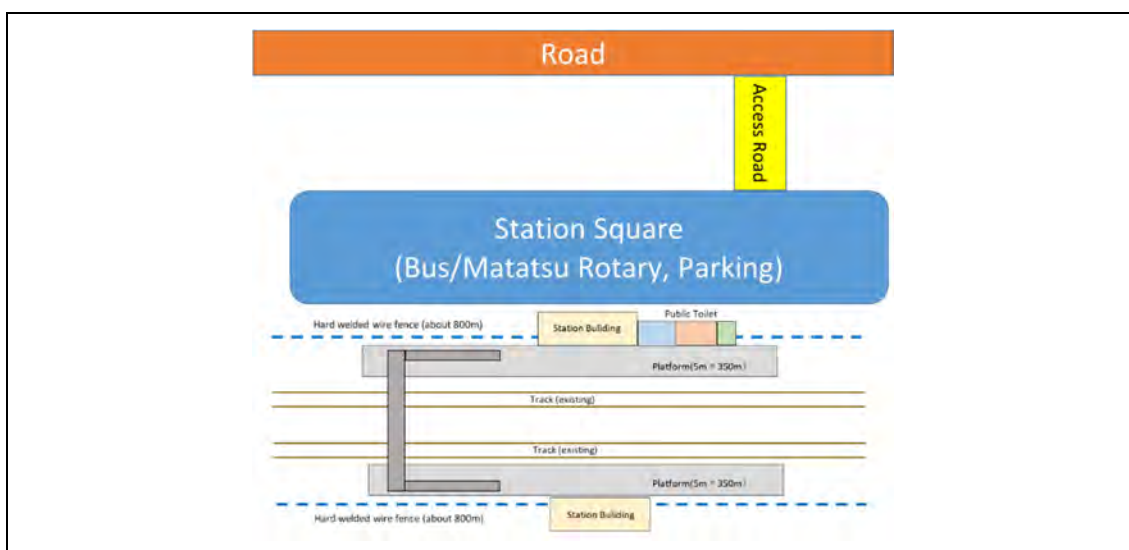 Road
Access Road
Station Square
(Bus/Matatsu Rotary, Parking)
Public Toilet
Hard welded wire fence (about 800m)
Station Building
Platform(5m * 350m)
Track (existing)
Track (existing)
Platform(5m * 350m)
Station Building
Hard welded wire fence (about 800m)